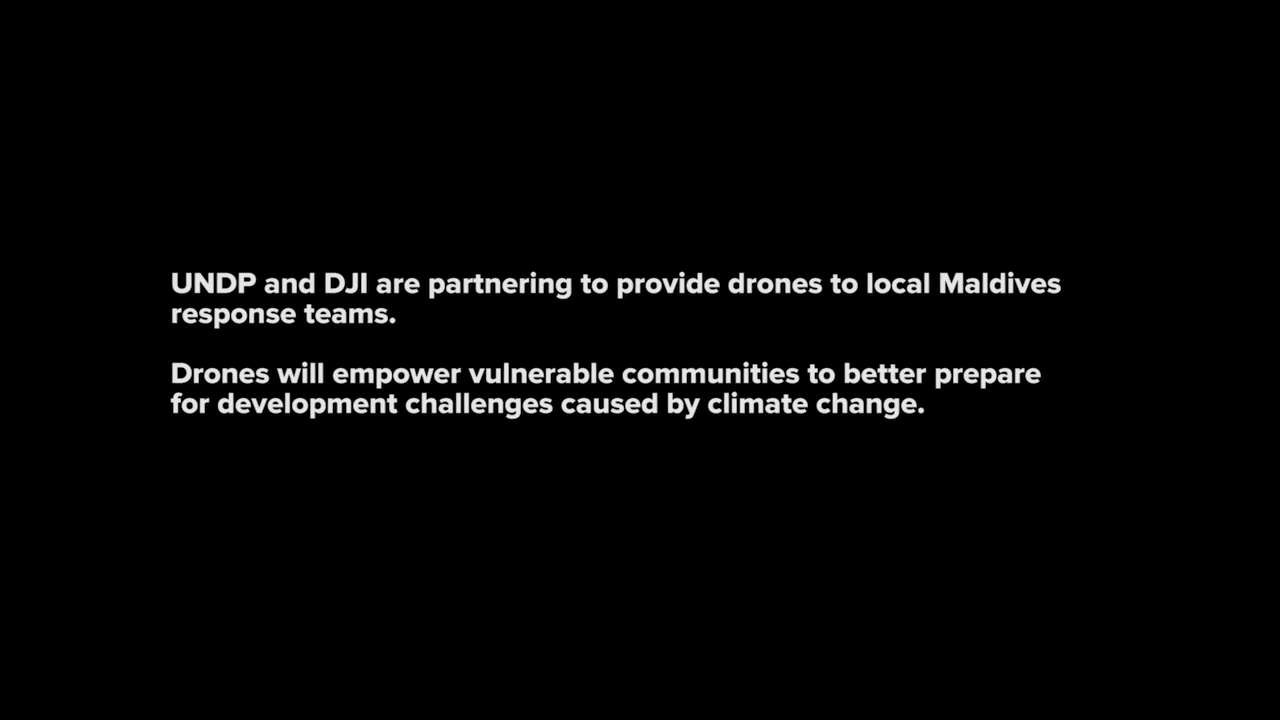 UNDP and DJI are partnering to provide drones to local Maldives
response teams.
Drones will empower vulnerable communities to better prepare
for development challenges caused by climate change.